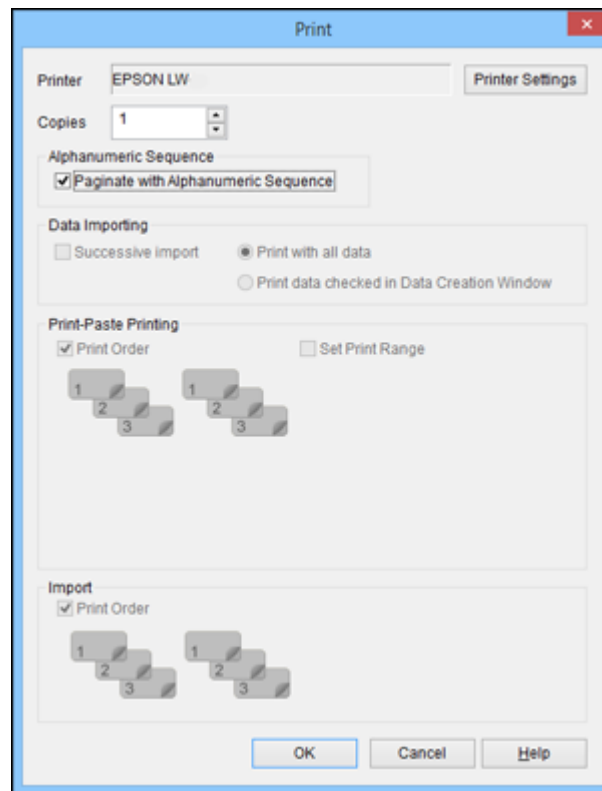 Print
Printer EPSON LW Printer Settings
Copies 1
Alphanumeric Sequence
Paginate with Alphanumeric Sequence
Data Importing
Successive import Print with all data
Print data checked in Data Creation Window
Print-Paste Printing
Print Order Set Print Range
1 2 3 1 2 3
Import
Print Order
1 2 3 1 2 3
OK Cancel Help